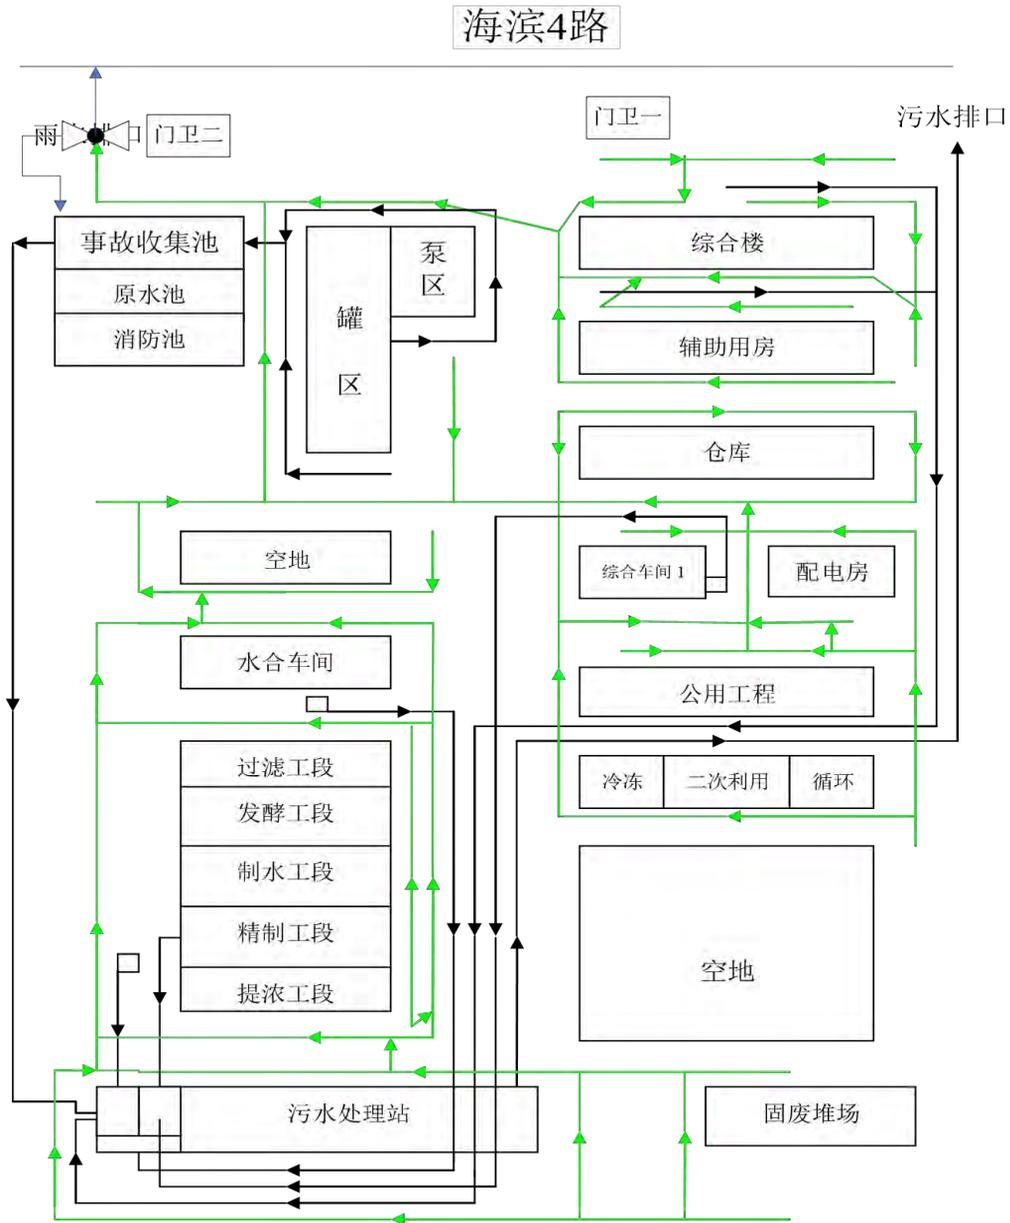 海滨4路
门卫一
污水排口
雨水排口
门卫二
事故收集池
原水池
消防池
泵
区
罐
区
综合楼
辅助用房
仓库
空地
综合车间1
配电房
水合车间
公用工程
过滤工段
发酵工段
制水工段
精制工段
提浓工段
冷冻
二次利用
循环
空地
污水处理站
固废堆场